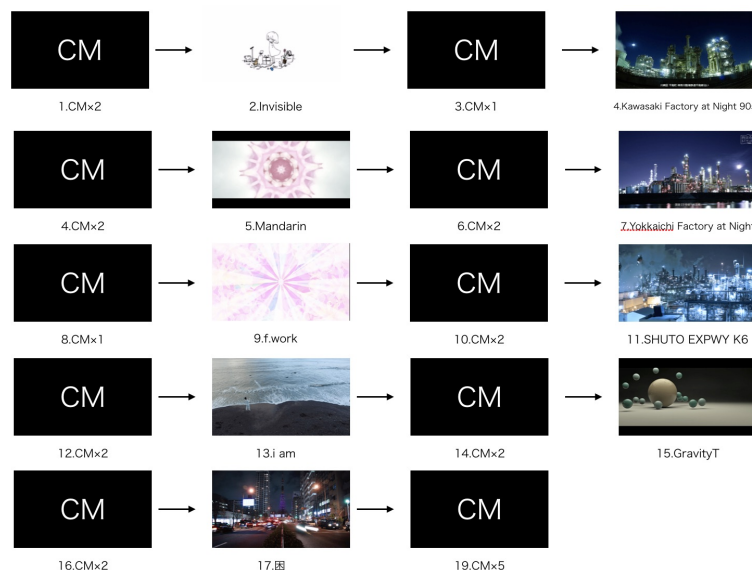 CM
CM
1.CM×2
2.Invisible
3.CM×1
4.Kawasaki Factory at Night 90
CM
CM
4.CM×2
5.Mandarin
6.CM×2
7.Yokkaichi Factory at Night
CM
CM
8.CM×1
9.f.work
10.CM×2
11.SHUTO EXPWY K6
CM
CM
12.CM×2
13.i am
14.CM×2
15.GravityT
CM
CM
16.CM×2
17.困
19.CM×5